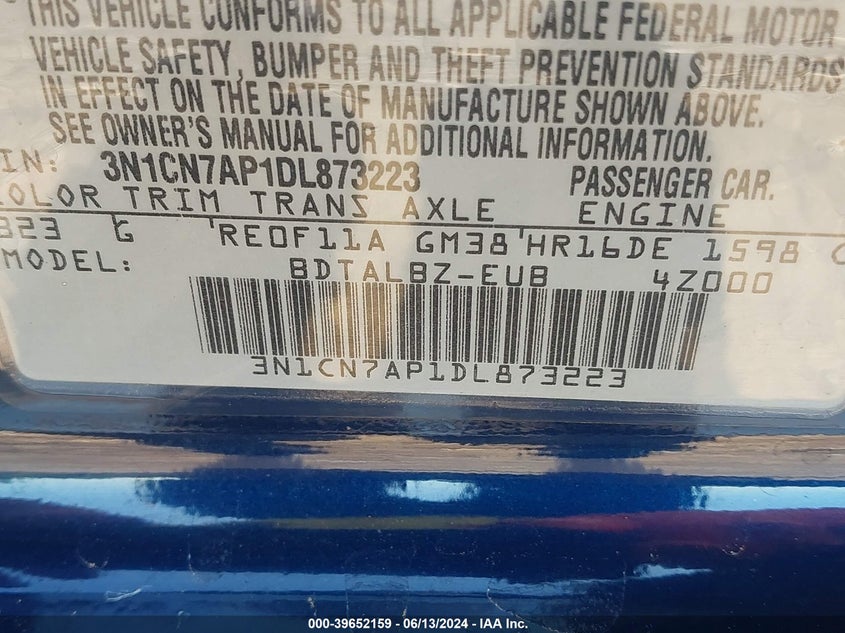 THIS VEHICLE CONFORMS TO ALL APPLICABLE FEDERAL MOTOR
VEHICLE SAFETY, BUMPER AND THEFT PREVENTION STANDARDS
IN EFFECT ON THE DATE OF MANUFACTURE SHOWN ABOVE.
SEE OWNER'S MANUAL FOR ADDITIONAL INFORMATION.
IN: 3N1CN7AP1DL873223 PASSENGER CAR.
COLOR TRIM TRANS AXLE ENGINE
323 G RE0F11A GM38 HR16DE 1598 C
MODEL: BDTALBZ-EUB 4Z000
3N1CN7AP1DL873223
000-39652159 - 06/13/2024 - IAA Inc.